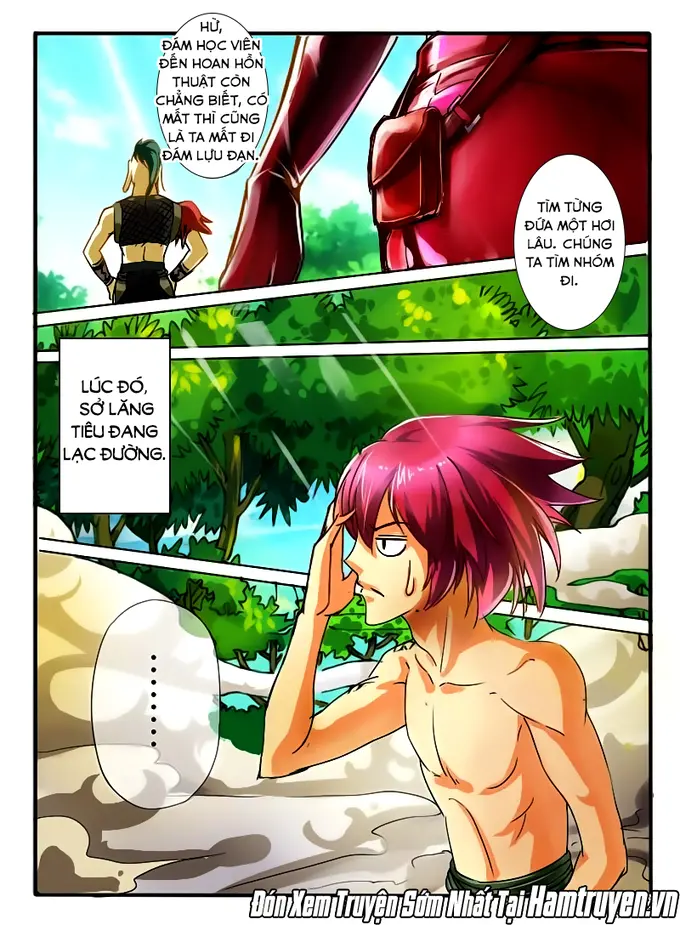 HỪ,
ĐÁM HỌC VIÊN
ĐẾN HOAN HỒN
THUẬT CÒN
CHẲNG BIẾT, CÓ
MẤT THÌ CŨNG
LÀ TA MẤT ĐI
ĐÁM LỰU ĐẠN.
TÌM TỪNG
ĐỨA MỘT HƠI
LÂU. CHÚNG
TA TÌM NHÓM
ĐI.
LÚC ĐÓ,
SỞ LĂNG
TIÊU ĐANG
LẠC ĐƯỜNG.
......
Đón Xem Truyện Sớm Nhất Tại Hamtruyen.vn